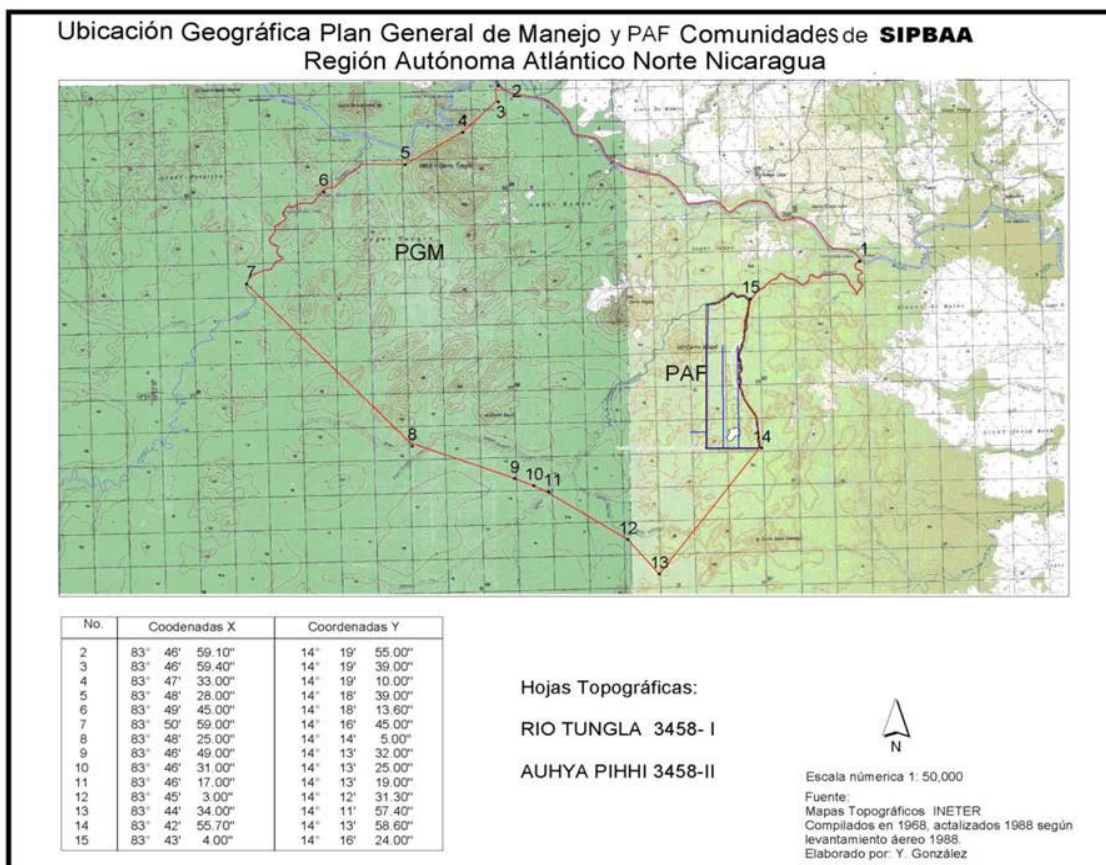 Ubicación Geográfica Plan General de Manejo y PAF Comunidades de SIPBAA
Región Autónoma Atlántico Norte Nicaragua
2
3
4
5
6
1
PGM
7
15
PAF
14
8
9
10
11
12
13
No. Coodenadas X Coordenadas Y
2 83° 46' 59.10" 14° 19' 55.00"
3 83° 46' 59.40" 14° 19' 39.00"
4 83° 47' 33.00" 14° 19' 10.00"
5 83° 48' 28.00" 14° 18' 39.00"
6 83° 49' 45.00" 14° 18' 13.60"
7 83° 50' 59.00" 14° 16' 45.00"
8 83° 48' 25.00" 14° 14' 5.00"
9 83° 46' 49.00" 14° 13' 32.00"
10 83° 46' 31.00" 14° 13' 25.00"
11 83° 46' 17.00" 14° 13' 19.00"
12 83° 45' 3.00" 14° 12' 31.30"
13 83° 44' 34.00" 14° 11' 57.40"
14 83° 42' 55.70" 14° 13' 58.60"
15 83° 43' 4.00" 14° 16' 24.00"
Hojas Topográficas:
RIO TUNGLA 3458- I
AUHYA PIHHI 3458-II
N
Escala númerica 1: 50,000
Fuente:
Mapas Topográficos INETER
Compilados en 1968, actalizados 1988 según
levantamiento áereo 1988.
Elaborado por: Y. González